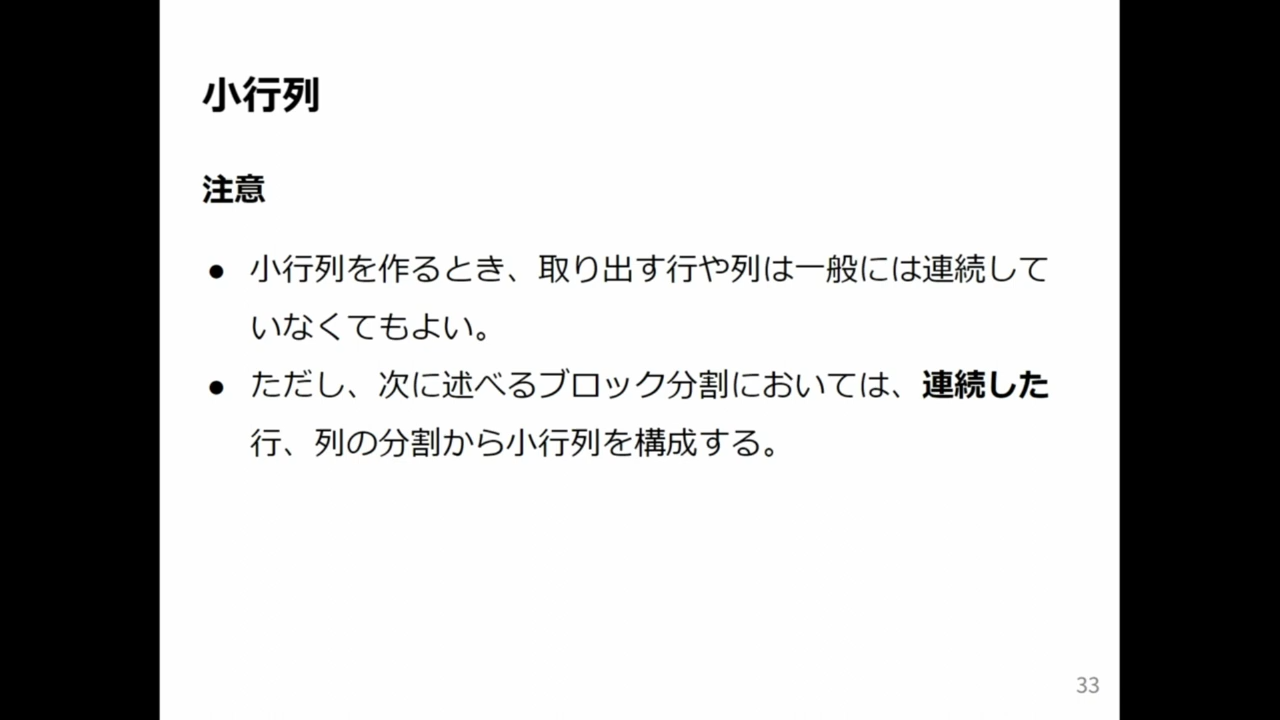 小行列
注意
● 小行列を作るとき、取り出す行や列は一般には連続して
いなくてもよい。
● ただし、次に述べるブロック分割においては、連続した
行、列の分割から小行列を構成する。
33